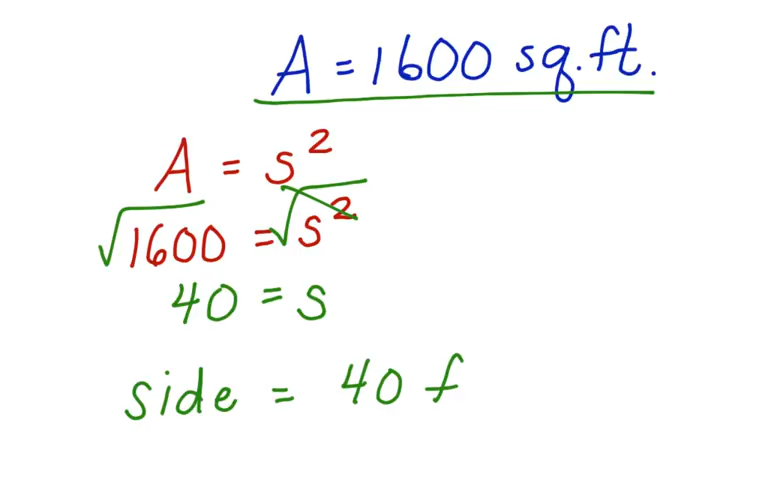 A = 1600 sq.ft.
A = s²
√1600 = √s²
40 = s
side = 40 f